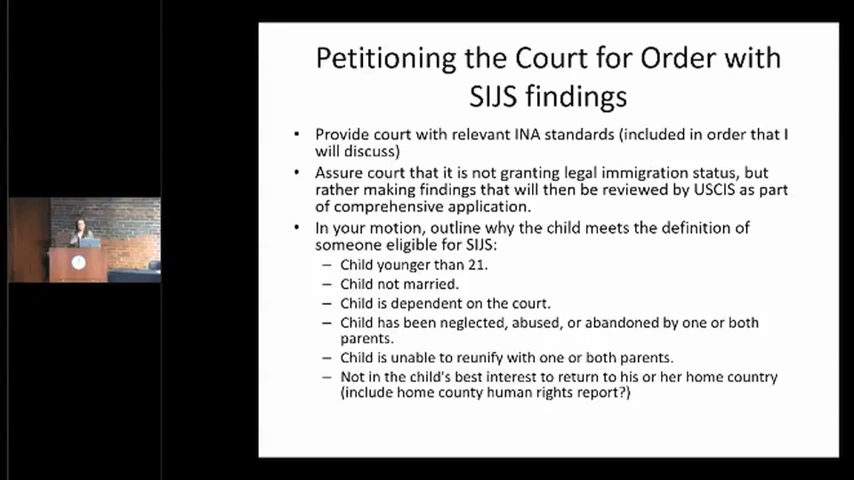 Petitioning the Court for Order with
SIJS findings
• Provide court with relevant INA standards (included in order that I
will discuss)
• Assure court that it is not granting legal immigration status, but
rather making findings that will then be reviewed by USCIS as part
of comprehensive application.
• In your motion, outline why the child meets the definition of
someone eligible for SIJS:
– Child younger than 21.
– Child not married.
– Child is dependent on the court.
– Child has been neglected, abused, or abandoned by one or both
parents.
– Child is unable to reunify with one or both parents.
– Not in the child's best interest to return to his or her home country
(include home county human rights report?)